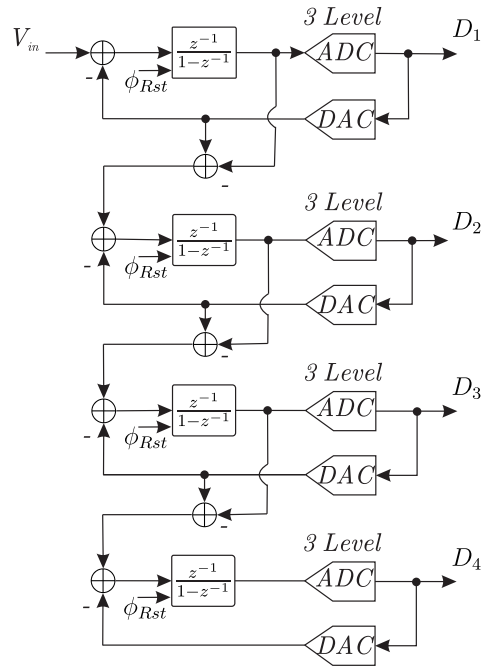 3 Level
V_in
z^-1
1-z^-1
ADC
D_1
ϕ_Rst
-
DAC
-
3 Level
z^-1
1-z^-1
ADC
D_2
-
ϕ_Rst
DAC
-
3 Level
z^-1
1-z^-1
ADC
D_3
-
ϕ_Rst
DAC
-
3 Level
z^-1
1-z^-1
ADC
D_4
-
ϕ_Rst
DAC